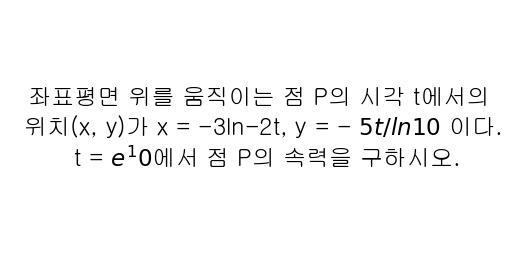 좌표평면 위를 움직이는 점 P의 시각 t에서의
위치(x, y)가 x = −3ln−2t, y = − 5t/ln10 이다.
t = e¹0에서 점 P의 속력을 구하시오.